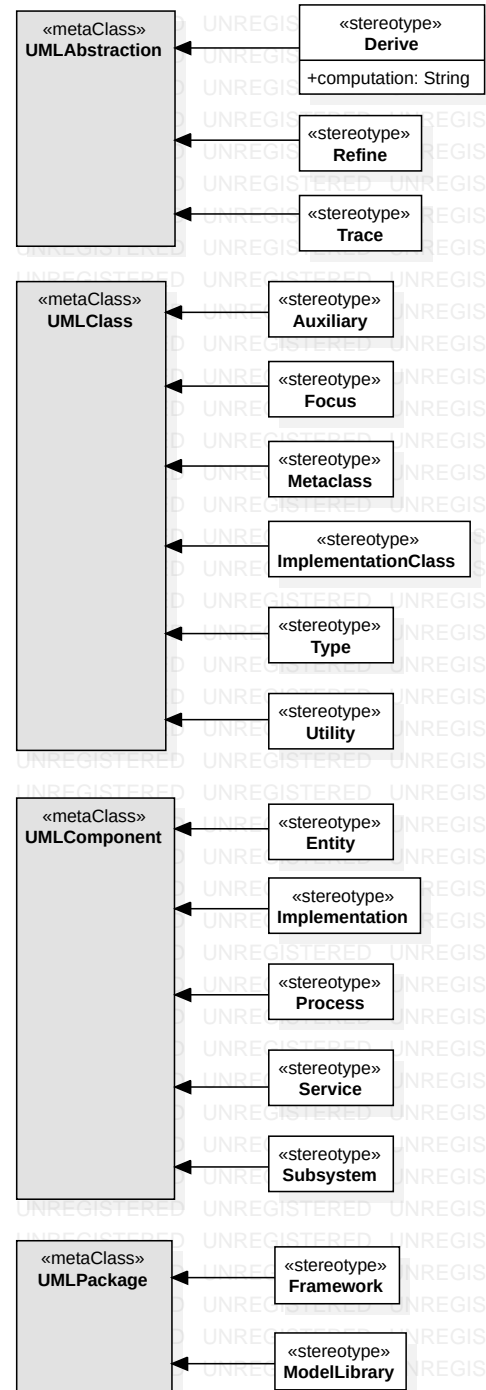 «metaClass»
UMLAbstraction
«stereotype»
Derive
+computation: String
«stereotype»
Refine
«stereotype»
Trace
«metaClass»
UMLClass
«stereotype»
Auxiliary
«stereotype»
Focus
«stereotype»
Metaclass
«stereotype»
ImplementationClass
«stereotype»
Type
«stereotype»
Utility
«metaClass»
UMLComponent
«stereotype»
Entity
«stereotype»
Implementation
«stereotype»
Process
«stereotype»
Service
«stereotype»
Subsystem
«metaClass»
UMLPackage
«stereotype»
Framework
«stereotype»
ModelLibrary
UNREGISTERED